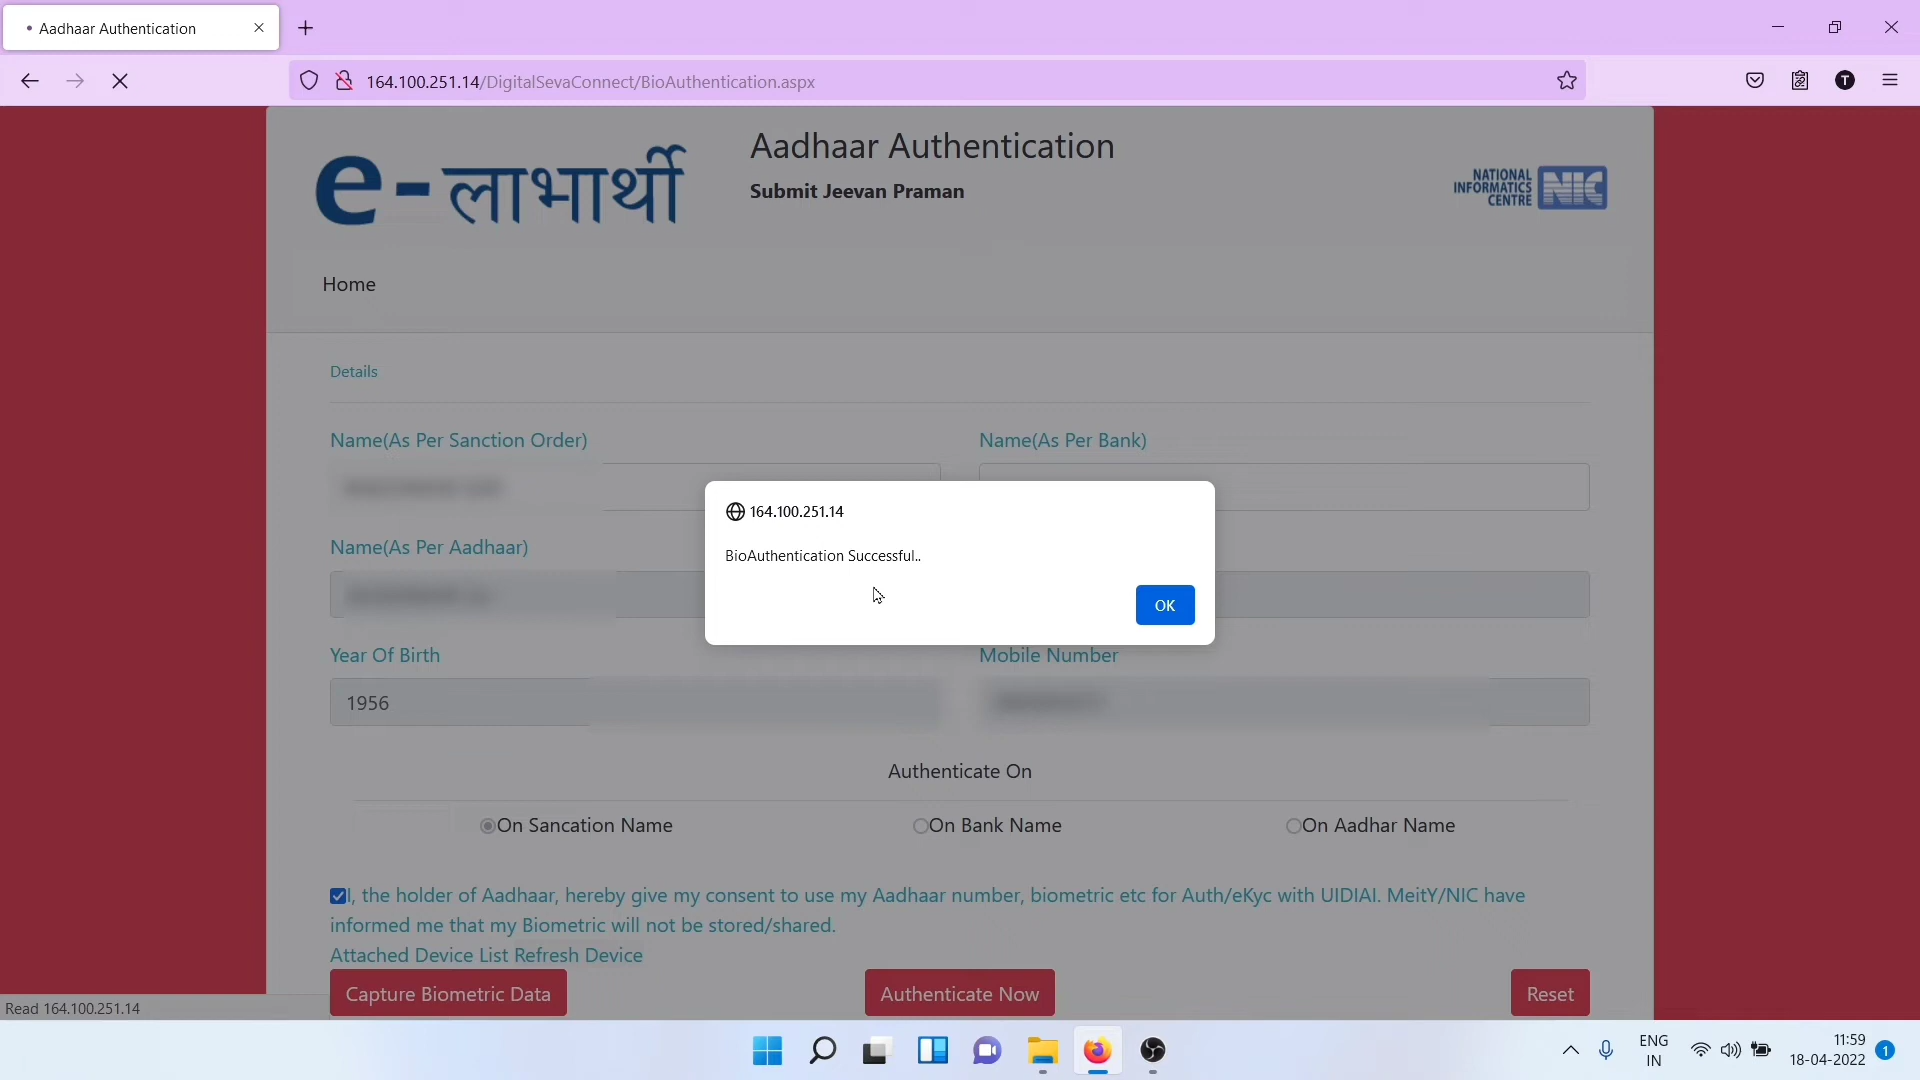 Aadhaar Authentication
164.100.251.14/DigitalSevaConnect/BioAuthentication.aspx
T
e-लाभार्थी
Aadhaar Authentication
Submit Jeevan Praman
NATIONAL
INFORMATICS
CENTRE
NIC
Home
Details
Name(As Per Sanction Order)
Name(As Per Bank)
164.100.251.14
BioAuthentication Successful..
OK
Name(As Per Aadhaar)
Year Of Birth
Mobile Number
1956
Authenticate On
On Sancation Name
On Bank Name
On Aadhar Name
I, the holder of Aadhaar, hereby give my consent to use my Aadhaar number, biometric etc for Auth/eKyc with UIDIAI. MeitY/NIC have
informed me that my Biometric will not be stored/shared.
Attached Device List Refresh Device
Capture Biometric Data
Authenticate Now
Reset
Read 164.100.251.14
ENG
IN
11:59
18-04-2022
1